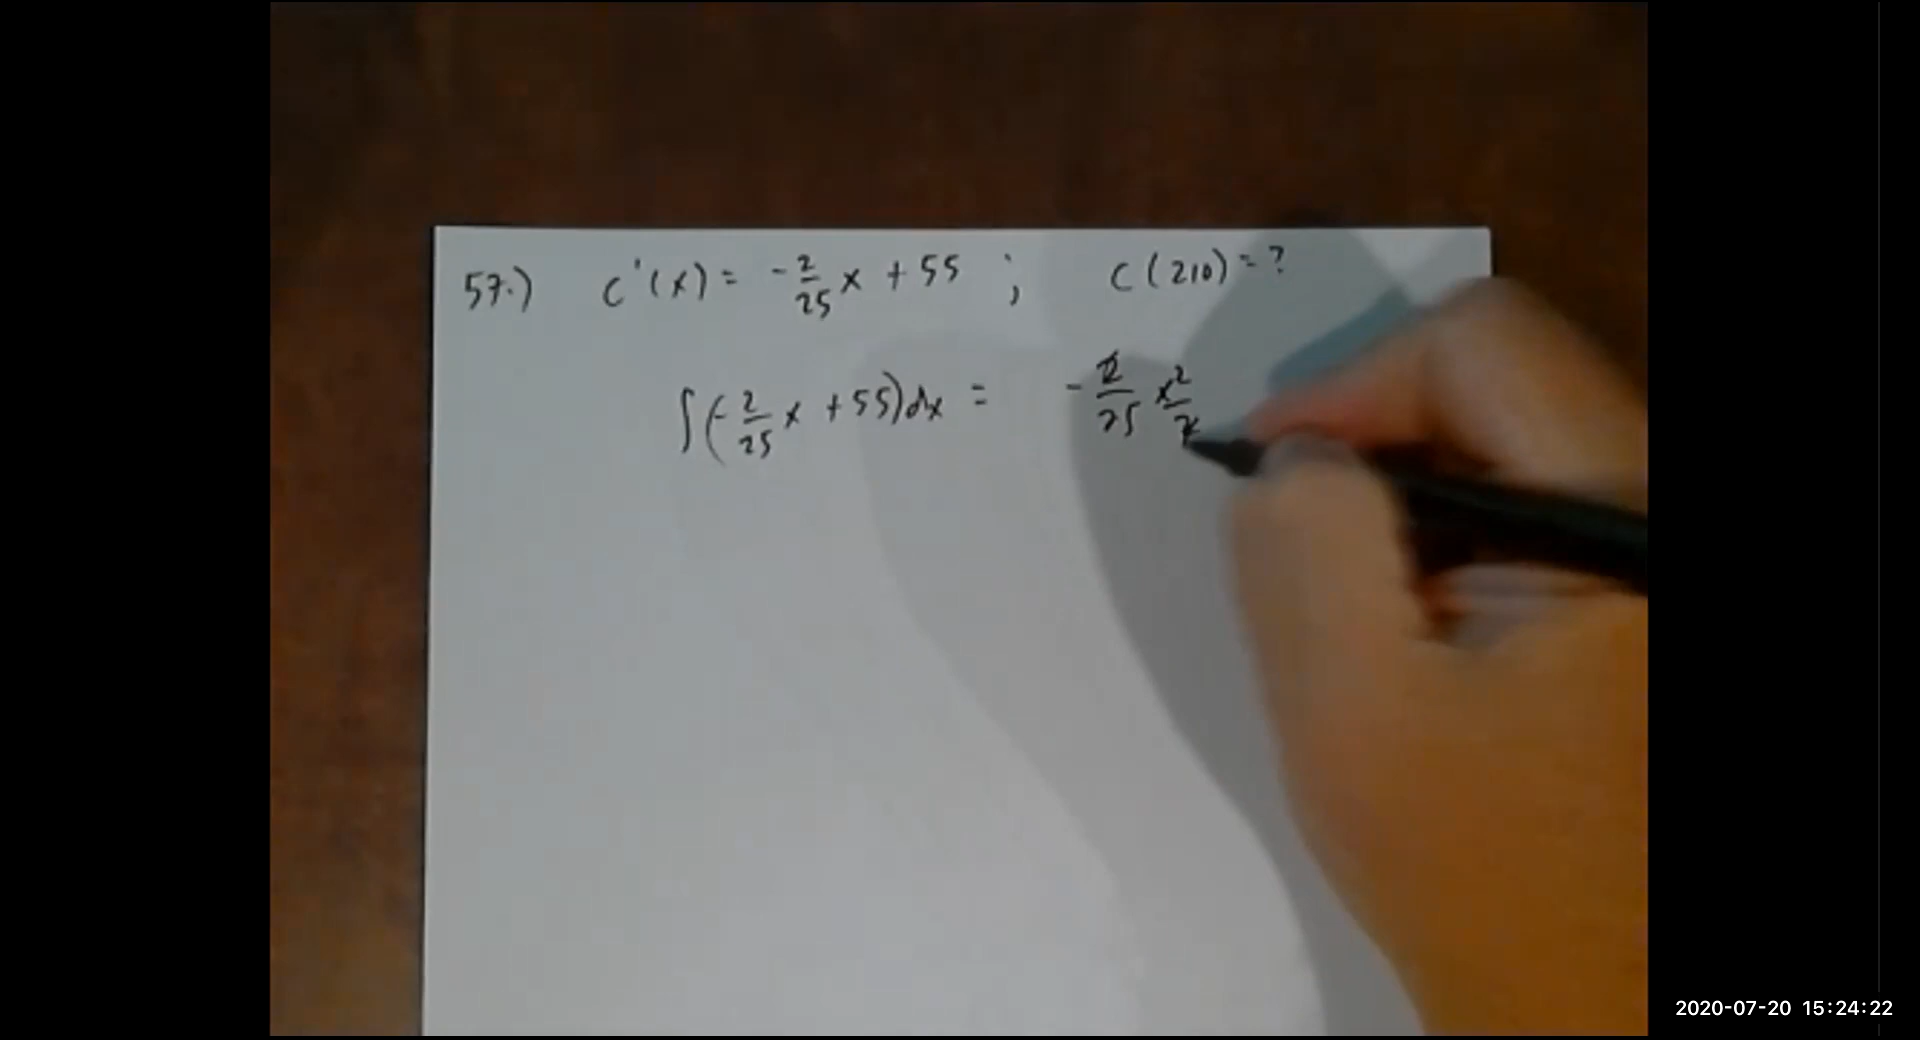 57.) C'(x) = -2/25 x + 55 ; C(210) = ?
∫(-2/25 x + 55)dx = -2/25 x²/2
2020-07-20 15:24:22